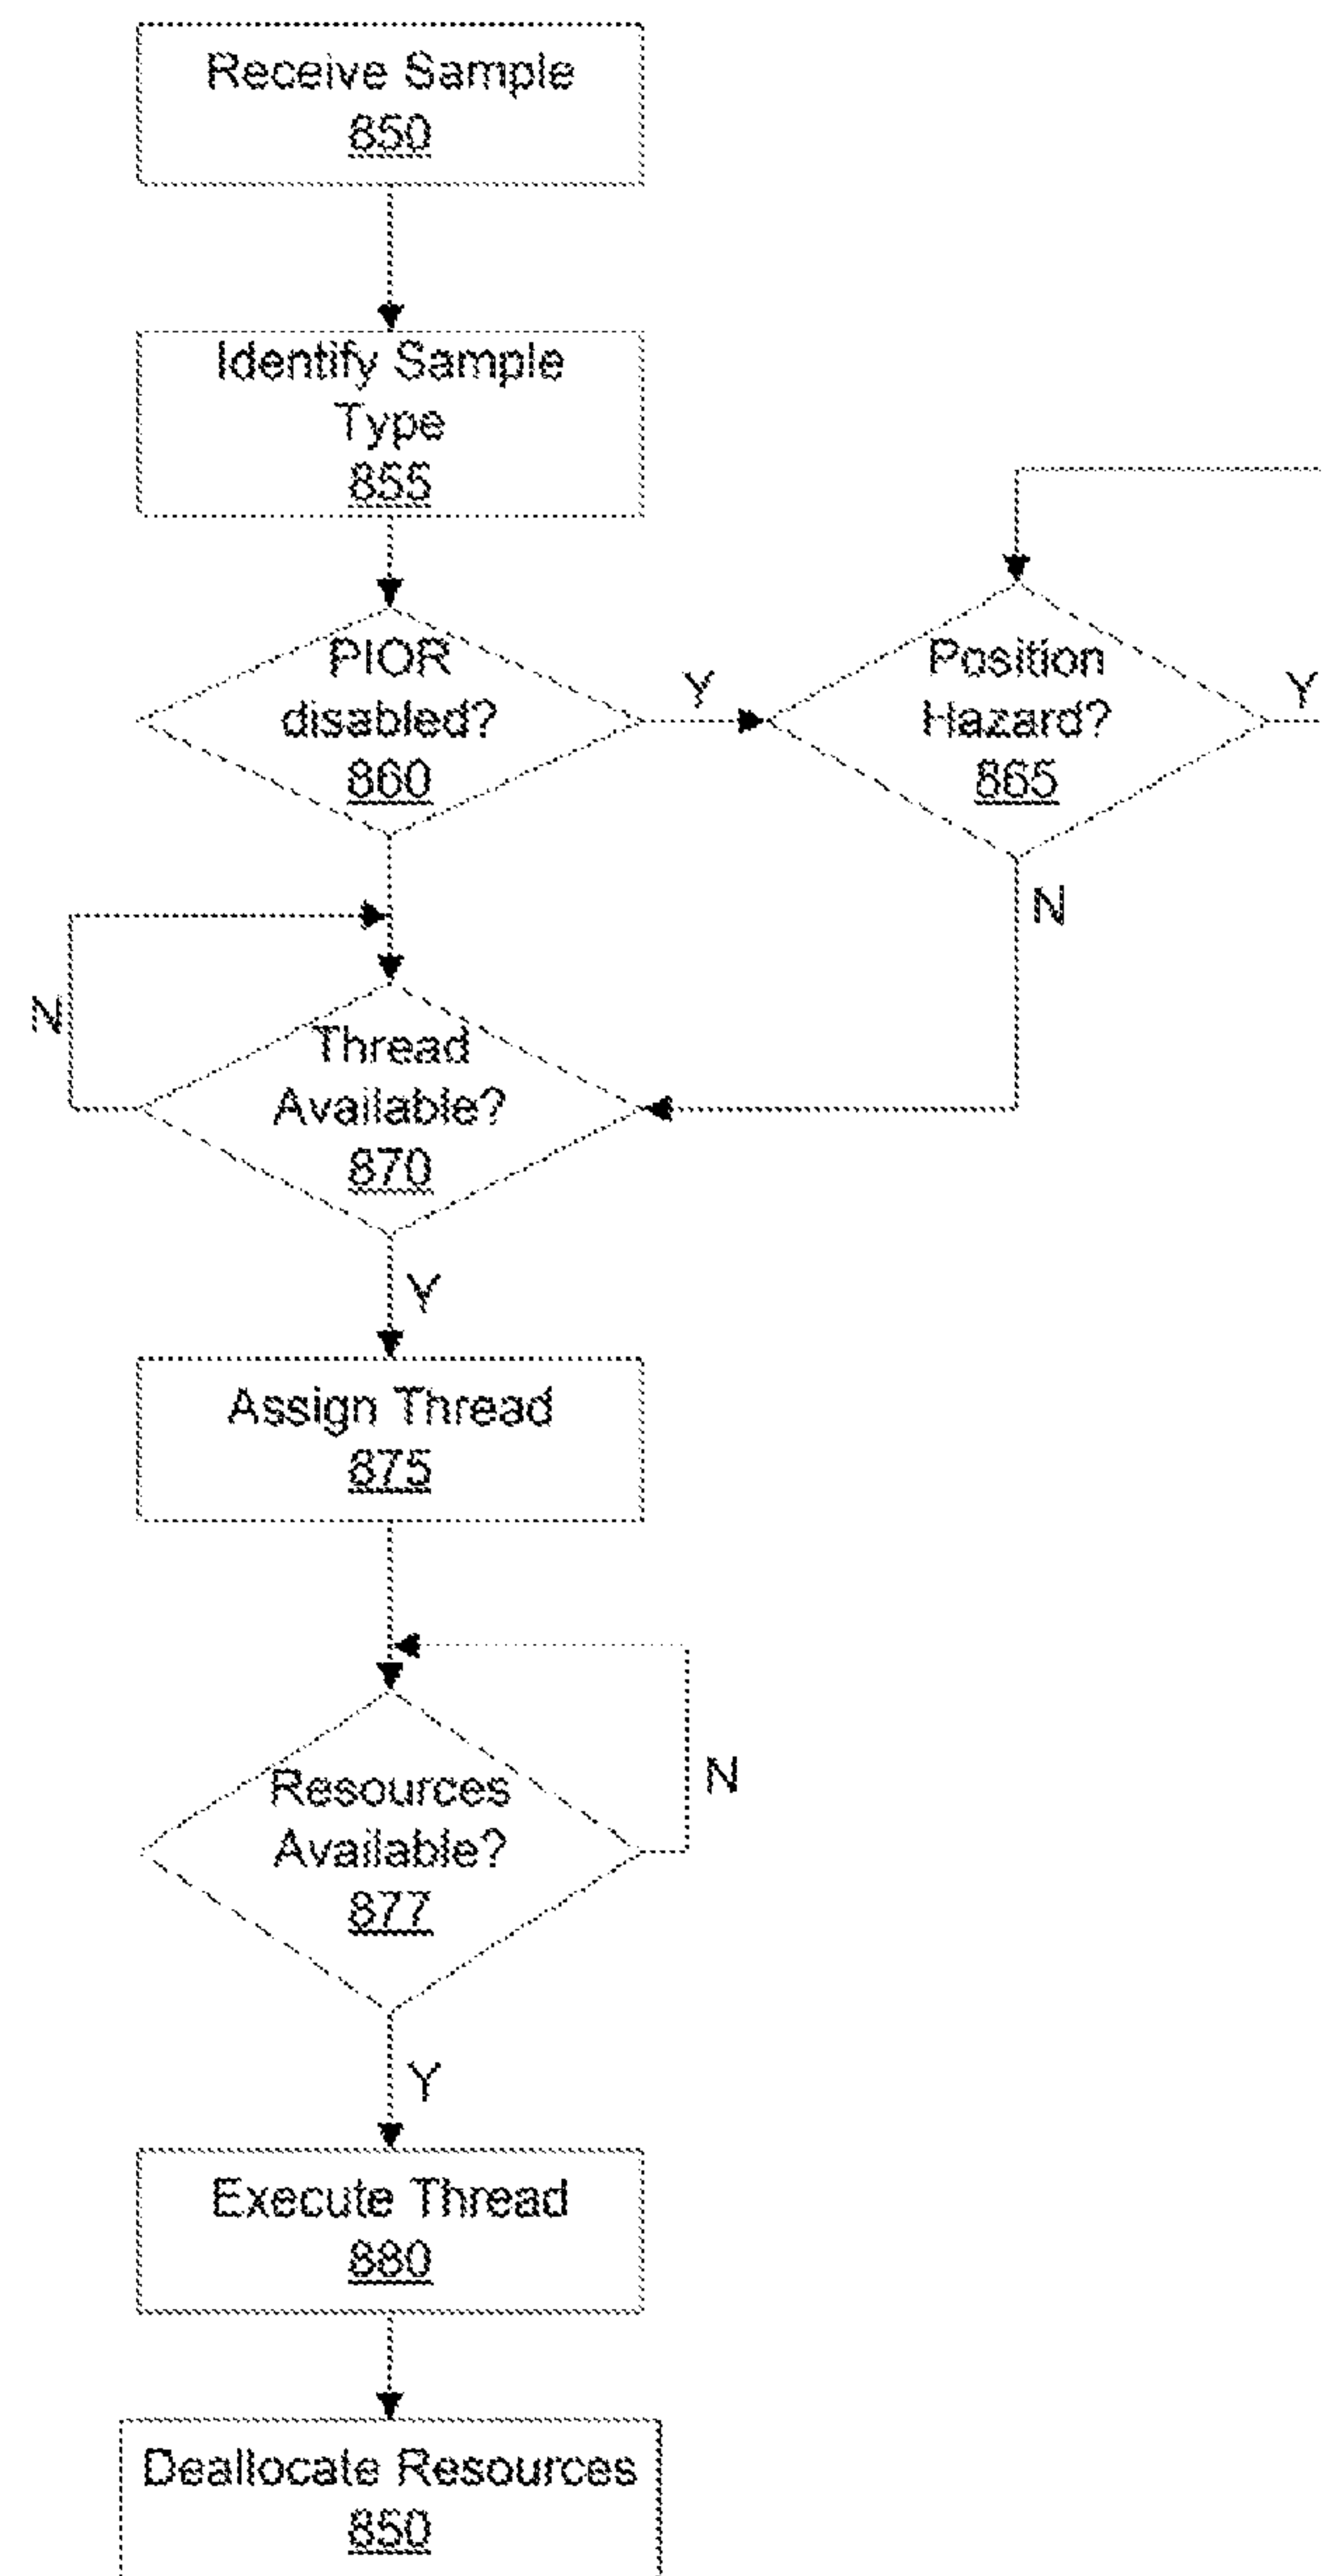 Receive Sample
850
Identify Sample
Type
855
PIOR
disabled?
860
Y
Position
Hazard?
865
Y
N
N
Thread
Available?
870
Y
Assign Thread
875
Resources
Available?
877
N
Y
Execute Thread
880
Deallocate Resources
850